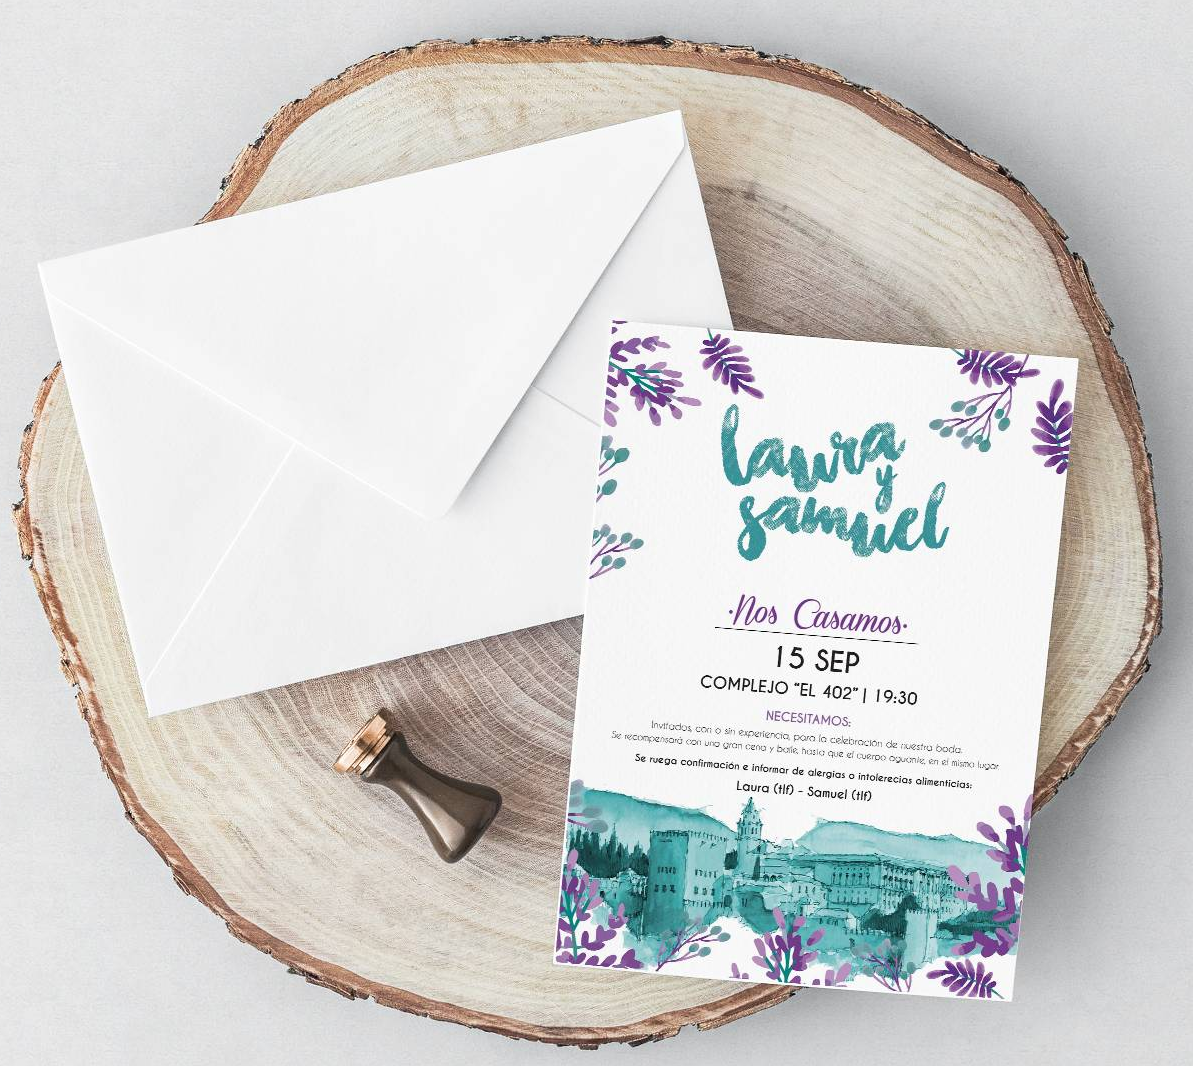 laura
y
samuel
·Nos Casamos·
15 SEP
COMPLEJO "EL 402" | 19:30
NECESITAMOS:
Invitados, con o sin experiencia, para la celebración de nuestra boda.
Se recompensará con una gran cena y baile, hasta que el cuerpo aguante, en el mismo lugar.
Se ruega confirmación e informar de alergias o intolerecias alimenticias:
Laura (tlf) - Samuel (tlf)